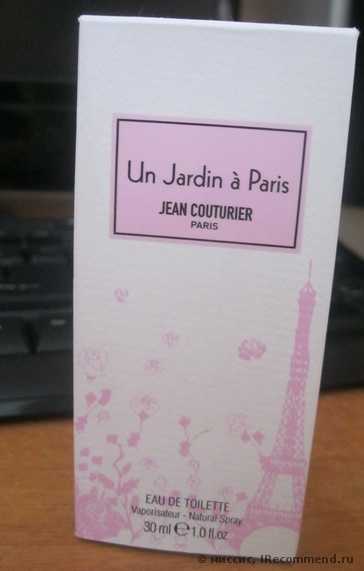 Un Jardin à Paris
JEAN COUTURIER
PARIS
EAU DE TOILETTE
Vaporisateur - Natural Spray
30 ml ℮ 1.0 fl.oz
© ниссис, IRecommend.ru